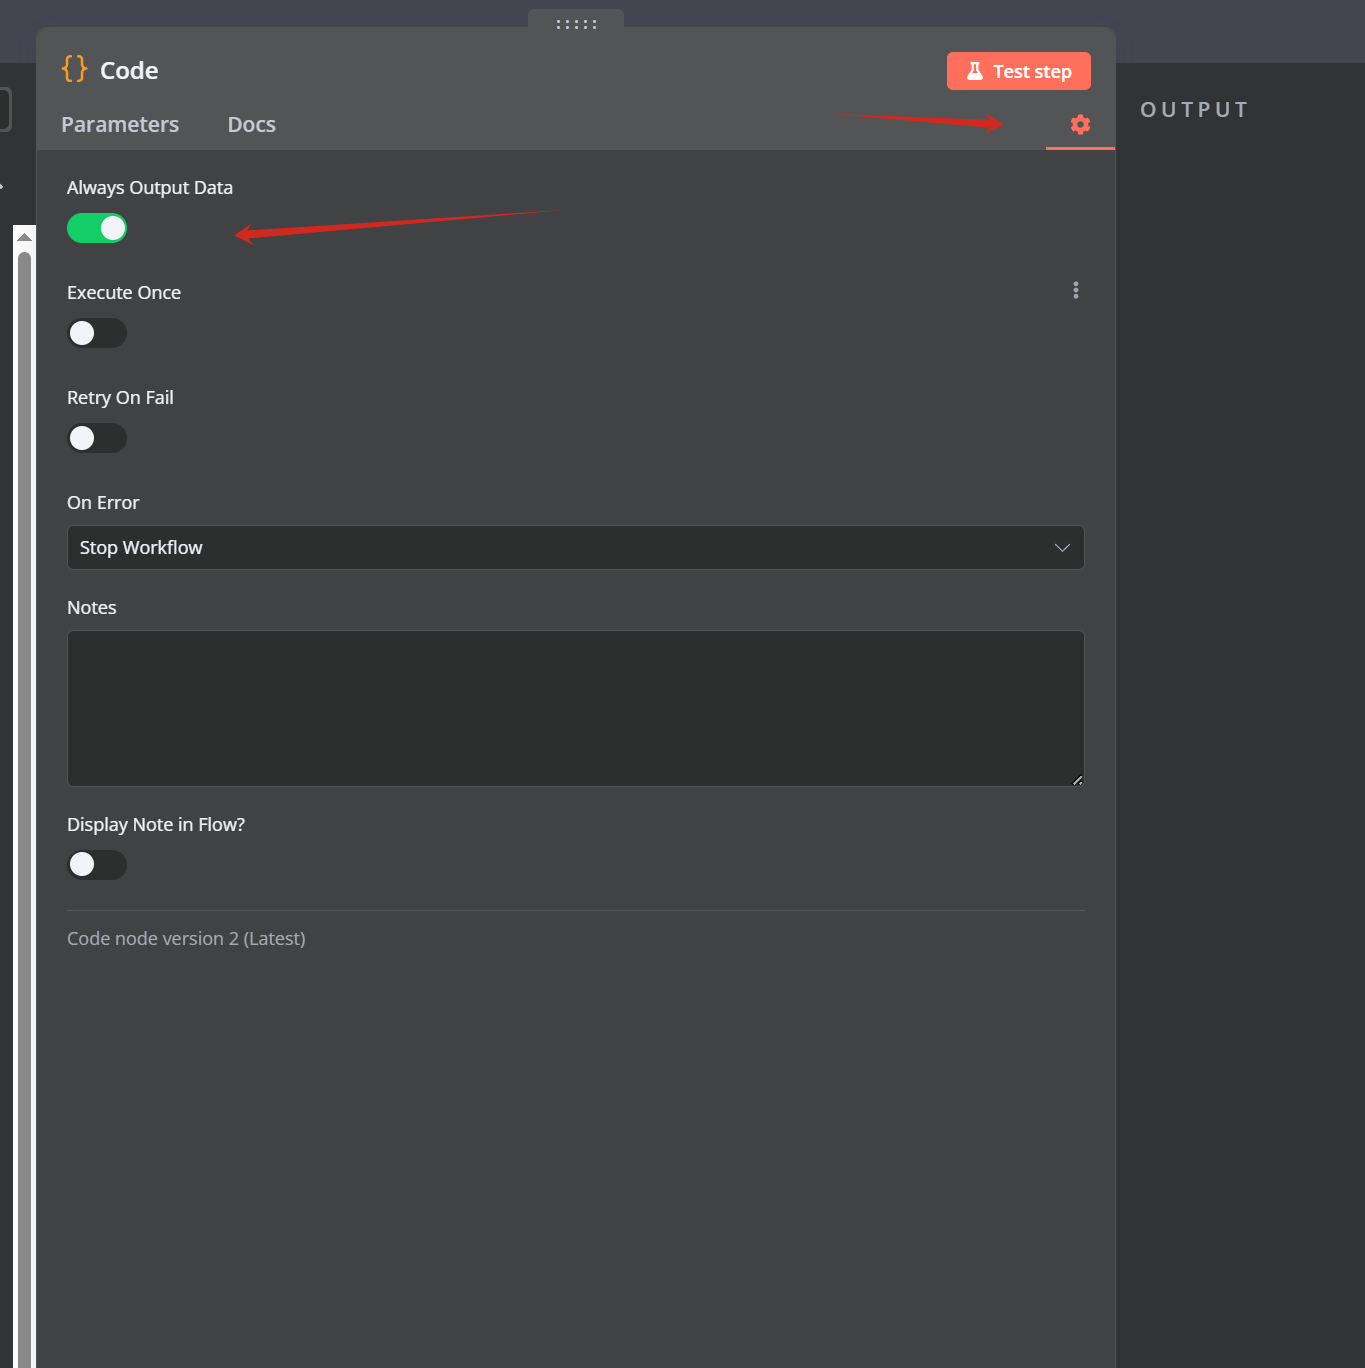 Code
Test step
Parameters
Docs
OUTPUT
Always Output Data
Execute Once
Retry On Fail
On Error
Stop Workflow
Notes
Display Note in Flow?
Code node version 2 (Latest)